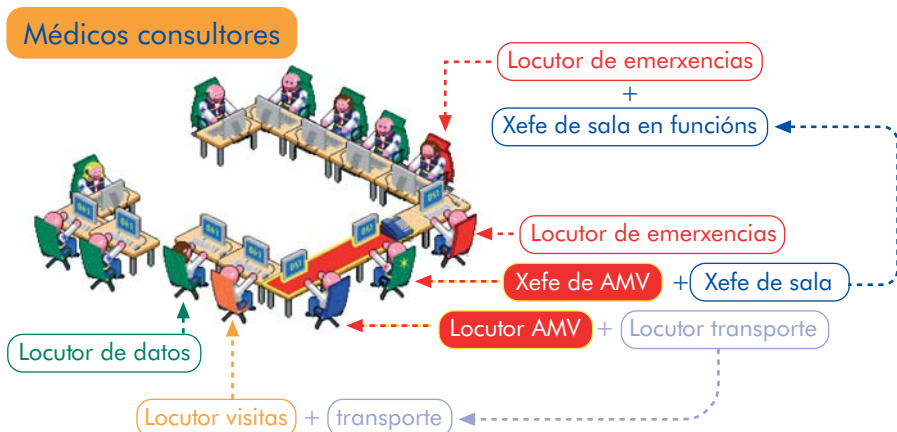 Médicos consultores
Locutor de emerxencias
+
Xefe de sala en funcións
Locutor de emerxencias
Xefe de AMV + Xefe de sala
Locutor AMV + Locutor transporte
Locutor de datos
Locutor visitas + transporte